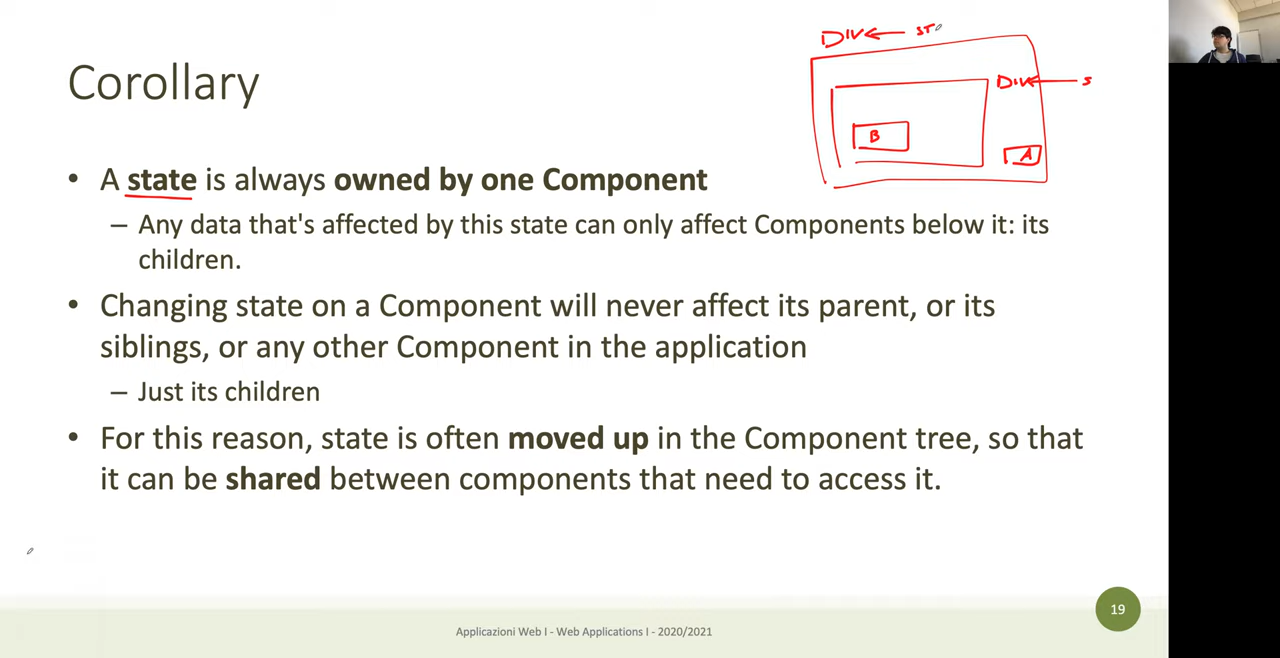 DIV ← ST
Corollary
DIV ← S
B
A
• A state is always owned by one Component
– Any data that's affected by this state can only affect Components below it: its
children.
• Changing state on a Component will never affect its parent, or its
siblings, or any other Component in the application
– Just its children
• For this reason, state is often moved up in the Component tree, so that
it can be shared between components that need to access it.
19
Applicazioni Web I - Web Applications I - 2020/2021